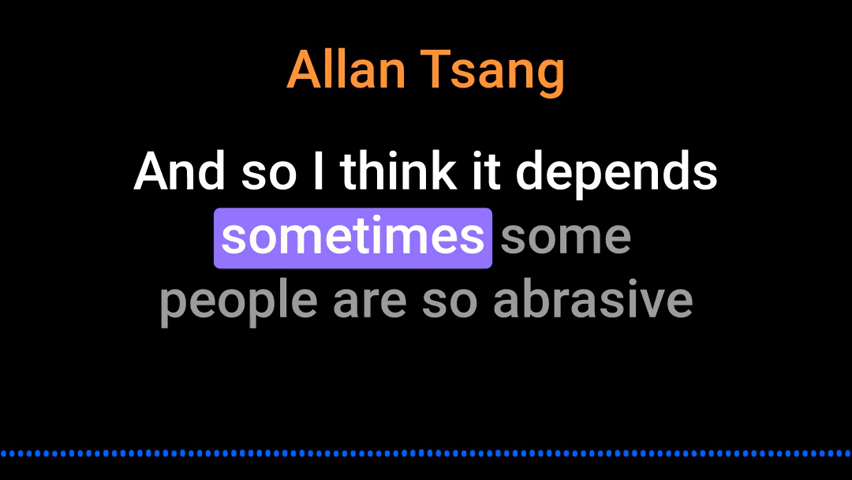 Allan Tsang
And so I think it depends
sometimes some
people are so abrasive